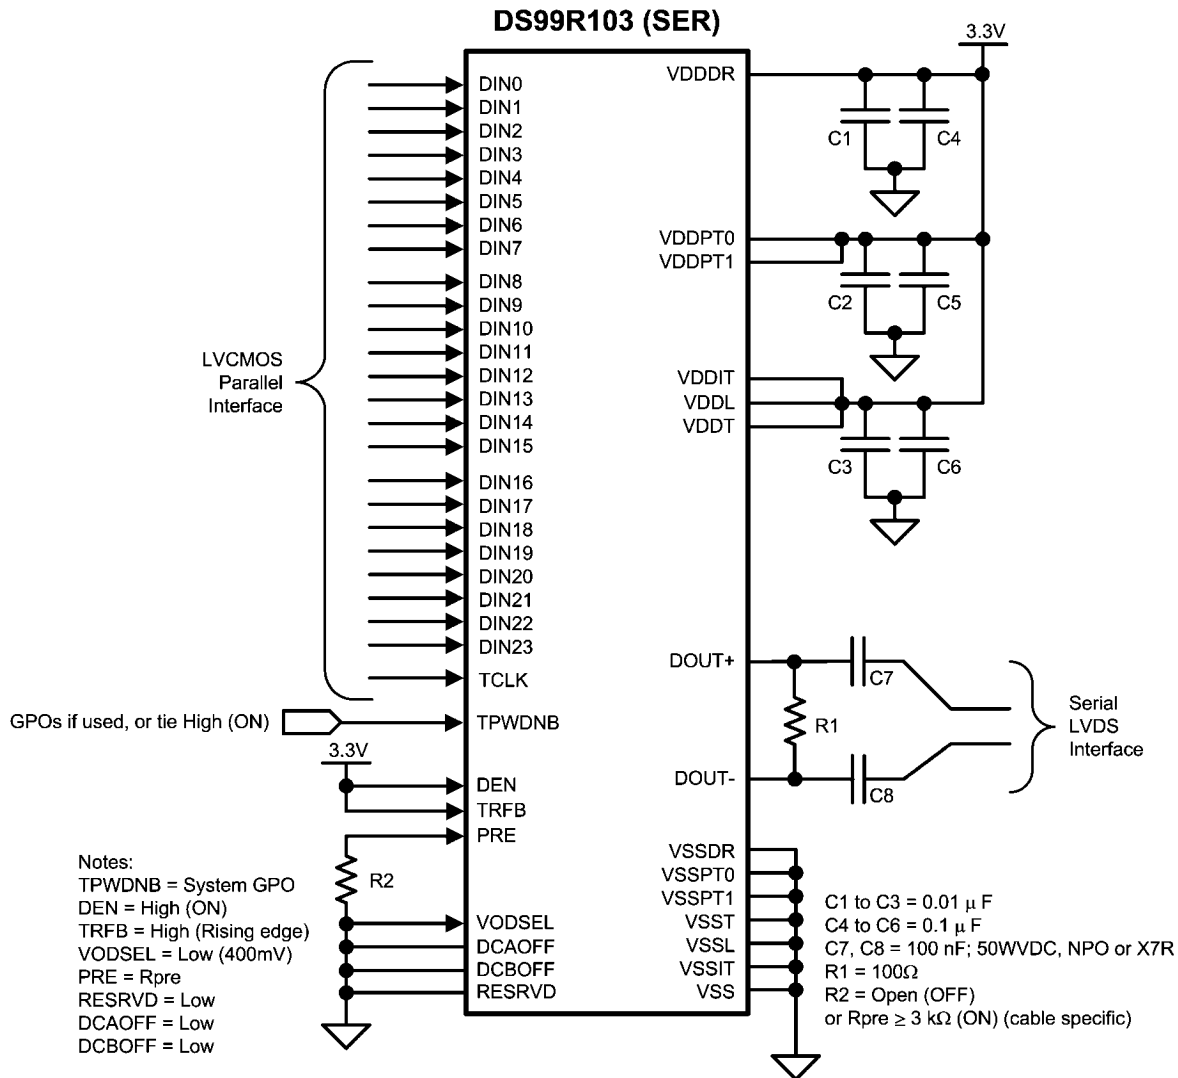 DS99R103 (SER)
3.3V
LVCMOS
Parallel
Interface
DIN0
DIN1
DIN2
DIN3
DIN4
DIN5
DIN6
DIN7
DIN8
DIN9
DIN10
DIN11
DIN12
DIN13
DIN14
DIN15
DIN16
DIN17
DIN18
DIN19
DIN20
DIN21
DIN22
DIN23
TCLK
GPOs if used, or tie High (ON)
TPWDNB
3.3V
DEN
TRFB
PRE
R2
VODSEL
DCAOFF
DCBOFF
RESRVD
Notes:
TPWDNB = System GPO
DEN = High (ON)
TRFB = High (Rising edge)
VODSEL = Low (400mV)
PRE = Rpre
RESRVD = Low
DCAOFF = Low
DCBOFF = Low
VDDDR
C1
C4
VDDPT0
VDDPT1
C2
C5
VDDIT
VDDL
VDDT
C3
C6
DOUT+
C7
R1
DOUT-
C8
Serial
LVDS
Interface
VSSDR
VSSPT0
VSSPT1
VSST
VSSL
VSSIT
VSS
C1 to C3 = 0.01 μ F
C4 to C6 = 0.1 μ F
C7, C8 = 100 nF; 50WVDC, NPO or X7R
R1 = 100Ω
R2 = Open (OFF)
or Rpre ≥ 3 kΩ (ON) (cable specific)